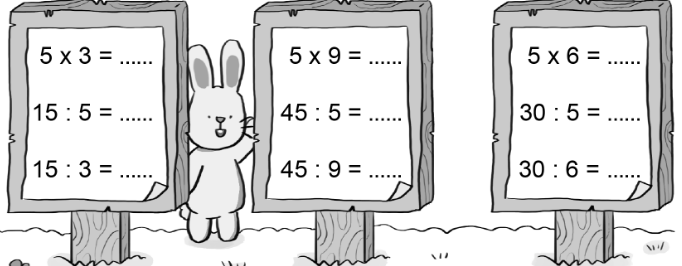 5 x 3 = ......
15 : 5 = ......
15 : 3 = ......
5 x 9 = ......
45 : 5 = ......
45 : 9 = ......
5 x 6 = ......
30 : 5 = ......
30 : 6 = ......